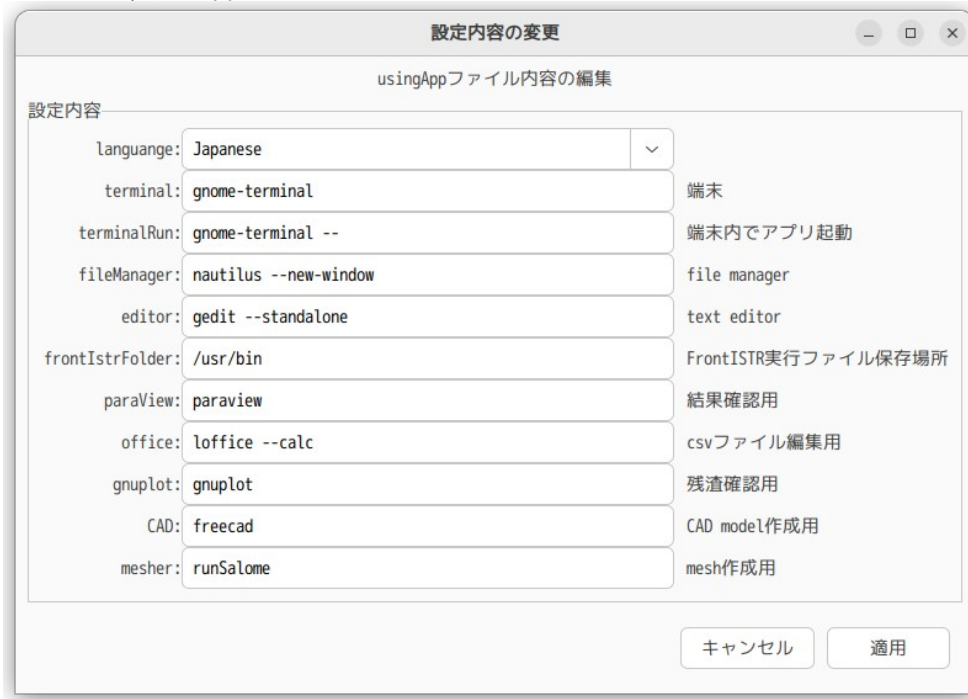 設定内容の変更
usingAppファイル内容の編集
設定内容
languange: Japanese
terminal: gnome-terminal 端末
terminalRun: gnome-terminal -- 端末内でアプリ起動
fileManager: nautilus --new-window file manager
editor: gedit --standalone text editor
frontIstrFolder: /usr/bin FrontISTR実行ファイル保存場所
paraView: paraview 結果確認用
office: loffice --calc csvファイル編集用
gnuplot: gnuplot 残渣確認用
CAD: freecad CAD model作成用
mesher: runSalome mesh作成用
キャンセル 適用